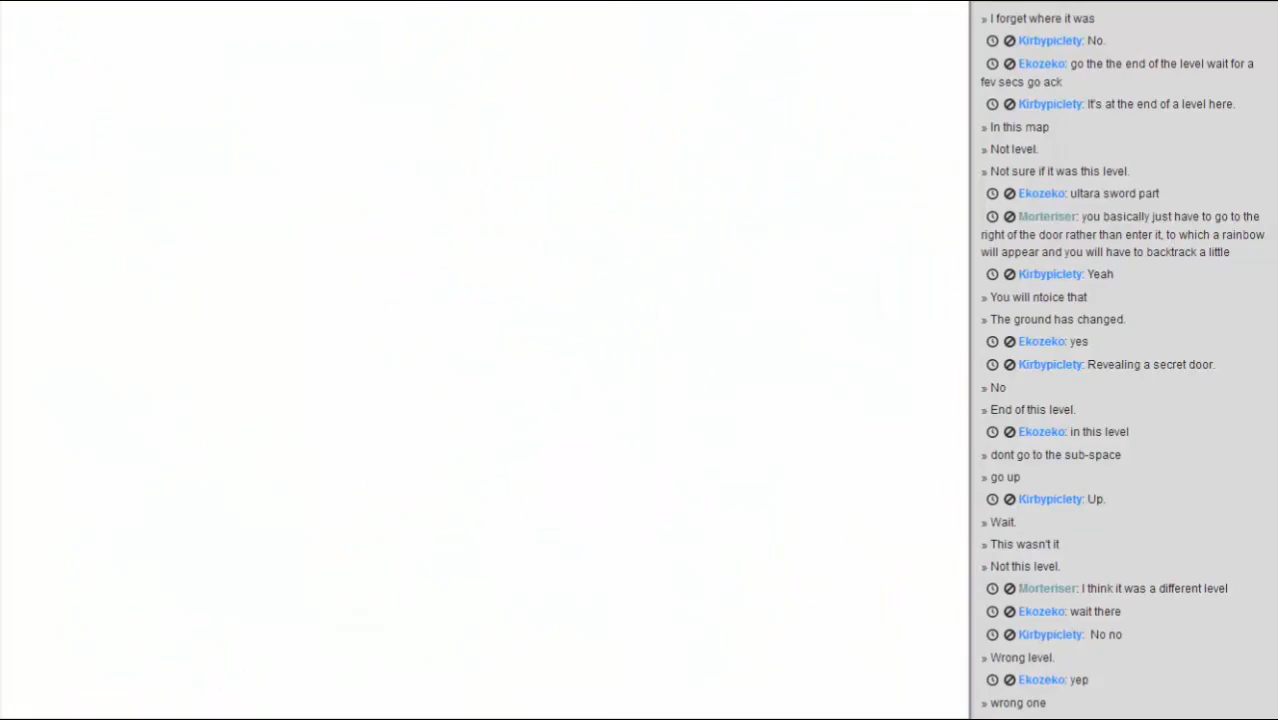 » I forget where it was
Kirbypiclety: No.
Ekozeko: go the the end of the level wait for a
fev secs go ack
Kirbypiclety: It's at the end of a level here.
» In this map
» Not level.
» Not sure if it was this level.
Ekozeko: ultara sword part
Morteriser: you basically just have to go to the
right of the door rather than enter it, to which a rainbow
will appear and you will have to backtrack a little
Kirbypiclety: Yeah
» You will ntoice that
» The ground has changed.
Ekozeko: yes
Kirbypiclety: Revealing a secret door.
» No
» End of this level.
Ekozeko: in this level
» dont go to the sub-space
» go up
Kirbypiclety: Up.
» Wait.
» This wasn't it
» Not this level.
Morteriser: I think it was a different level
Ekozeko: wait there
Kirbypiclety: No no
» Wrong level.
Ekozeko: yep
» wrong one